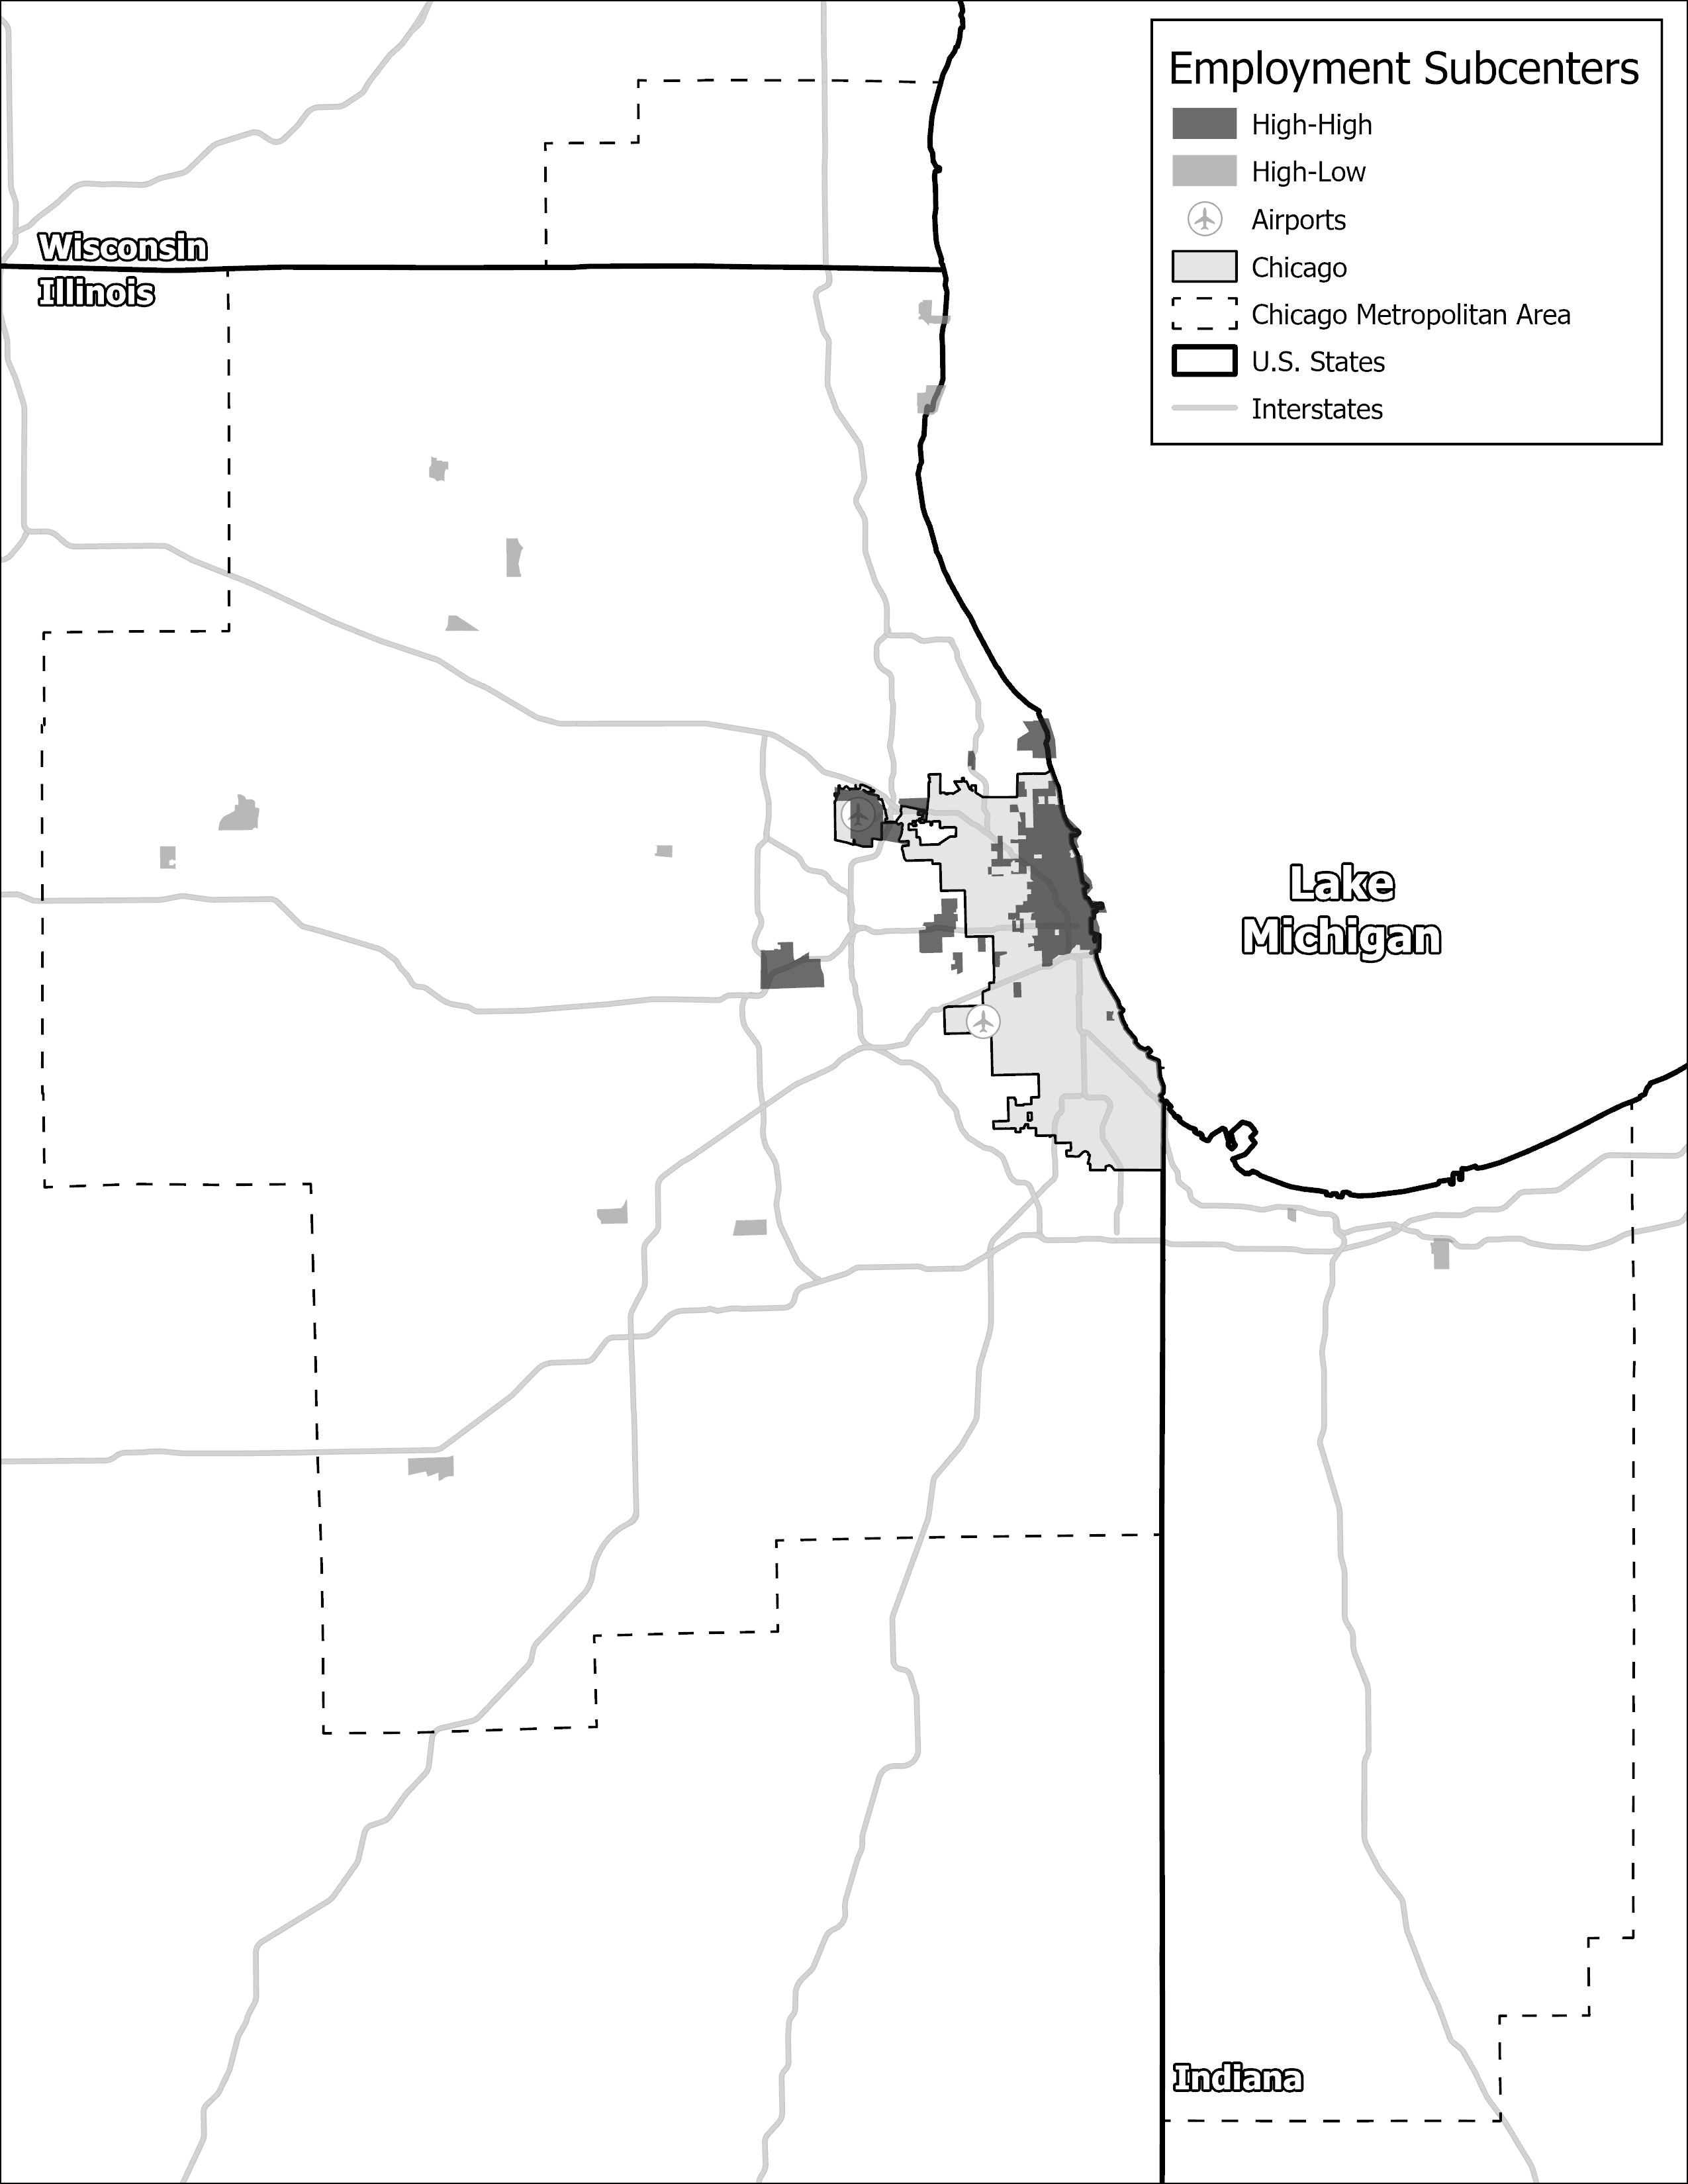 Employment Subcenters
High-High
High-Low
Airports
Chicago
Chicago Metropolitan Area
U.S. States
Interstates
Wisconsin
Illinois
Lake
Michigan
Indiana